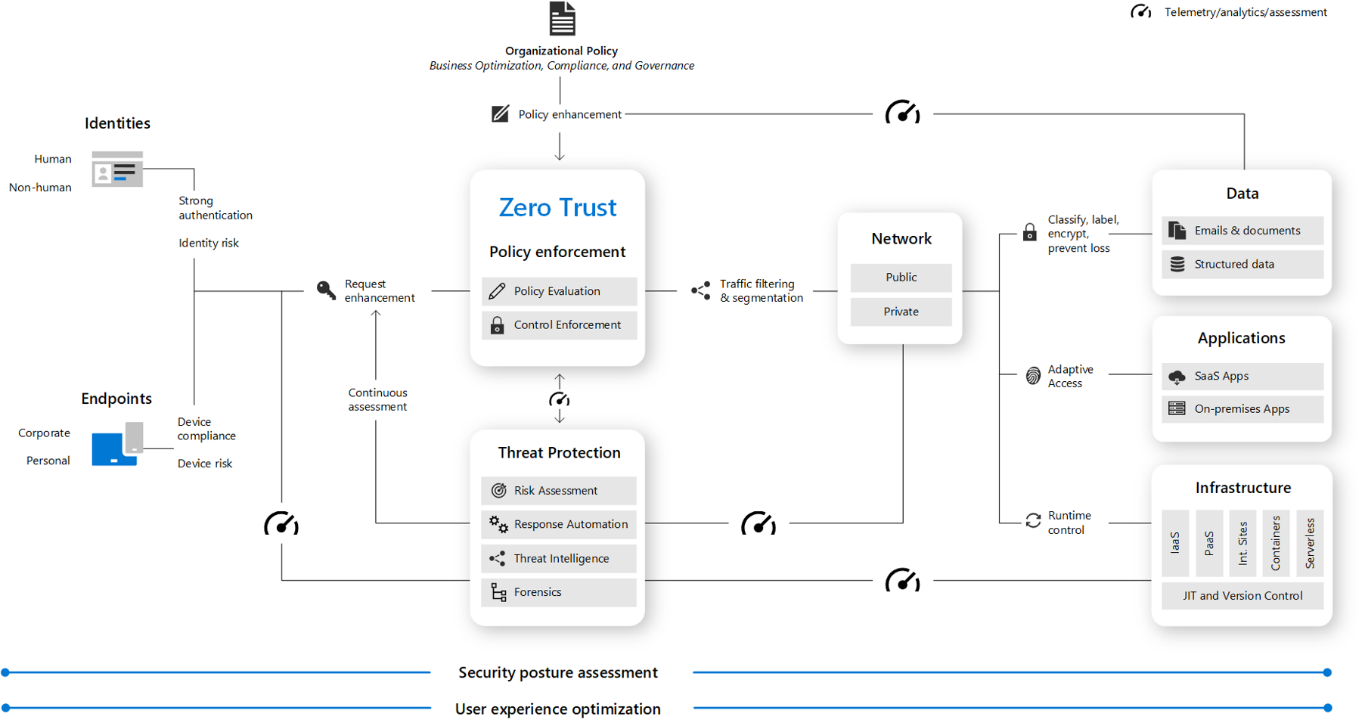 Telemetry/analytics/assessment
Organizational Policy
Business Optimization, Compliance, and Governance
Policy enhancement
Identities
Human
Non-human
Strong
authentication
Identity risk
Endpoints
Corporate
Personal
Device
compliance
Device risk
Request
enhancement
Continuous
assessment
Zero Trust
Policy enforcement
Policy Evaluation
Control Enforcement
Threat Protection
Risk Assessment
Response Automation
Threat Intelligence
Forensics
Traffic filtering
& segmentation
Network
Public
Private
Classify, label,
encrypt,
prevent loss
Adaptive
Access
Runtime
control
Data
Emails & documents
Structured data
Applications
SaaS Apps
On-premises Apps
Infrastructure
IaaS
PaaS
Int. Sites
Containers
Serverless
JIT and Version Control
Security posture assessment
User experience optimization